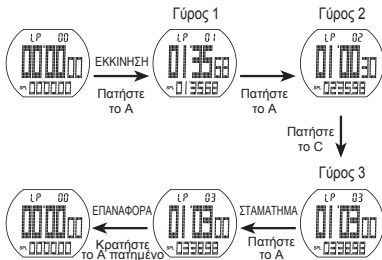 Γύρος 1
Γύρος 2
LP 00
00'00 00
SPL 000000
ΕΚΚΙΝΗΣΗ
Πατήστε
το A
LP 01
01'35 68
SPL 013568
Πατήστε
το A
LP 02
01'00 30
SPL 023598
Πατήστε
το C
Γύρος 3
LP 00
00'00 00
SPL 000000
ΕΠΑΝΑΦΟΡΑ
Κρατήστε
το A πατημένο
LP 03
01'03 00
SPL 033898
ΣΤΑΜΑΤΗΜΑ
Πατήστε
το A
LP 03
01'03 00
SPL 033898